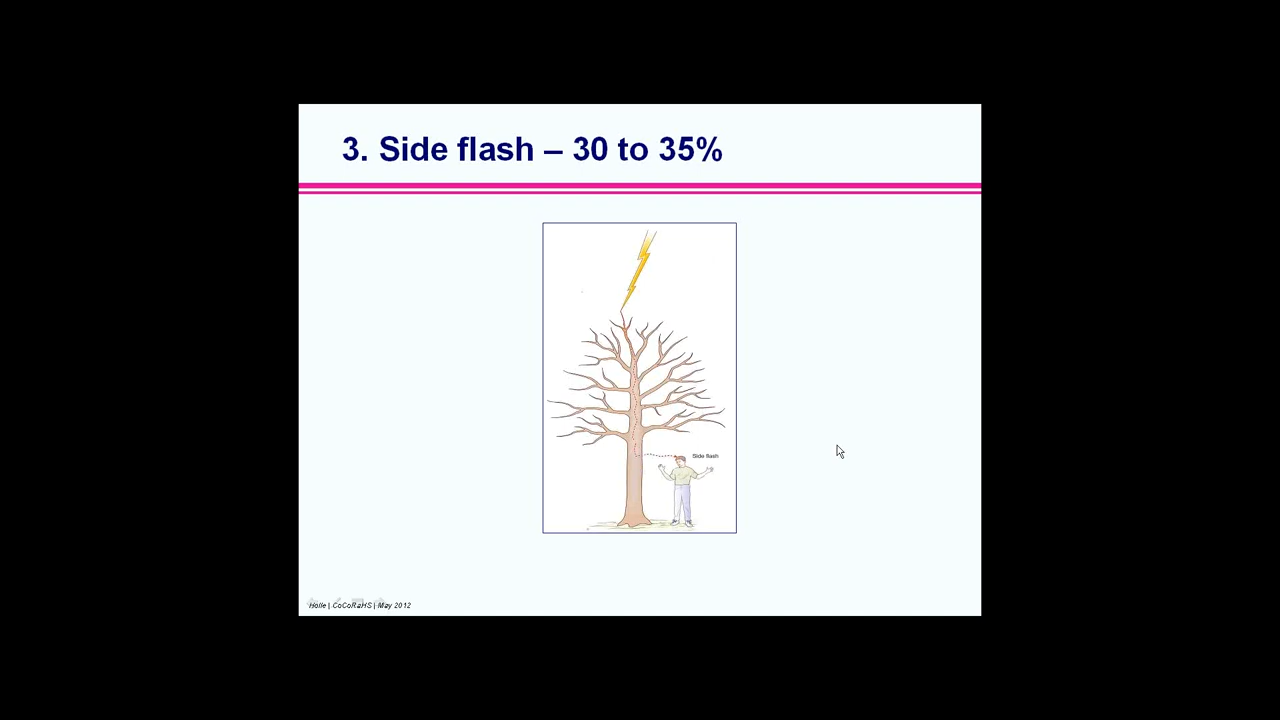 3. Side flash – 30 to 35%
Side flash
Holle | CoCoRaHS | May 2012